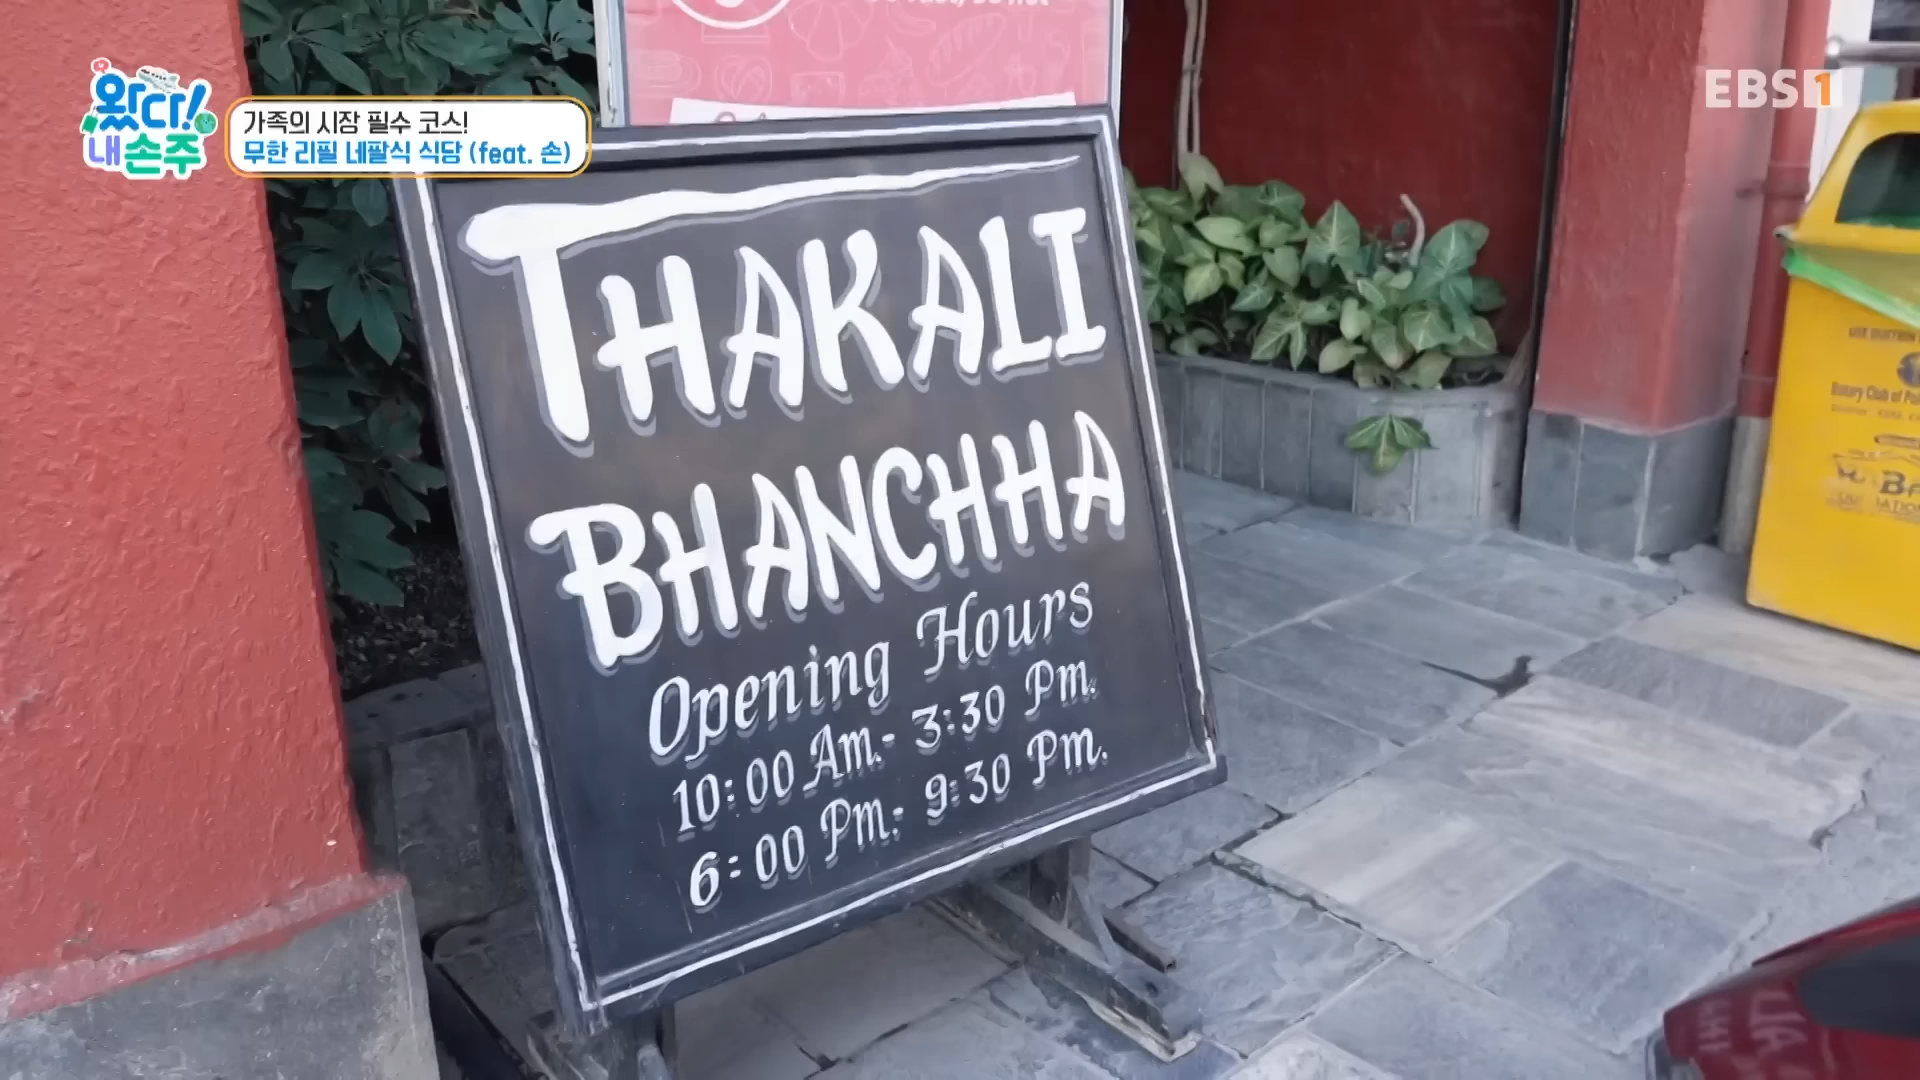 왔다!
내 손주
가족의 시장 필수 코스!
무한 리필 네팔식 식당 (feat. 손)
EBS 1
THAKALI
BHANCHHA
Opening Hours
10:00 Am.- 3:30 Pm.
6:00 Pm.- 9:30 Pm.